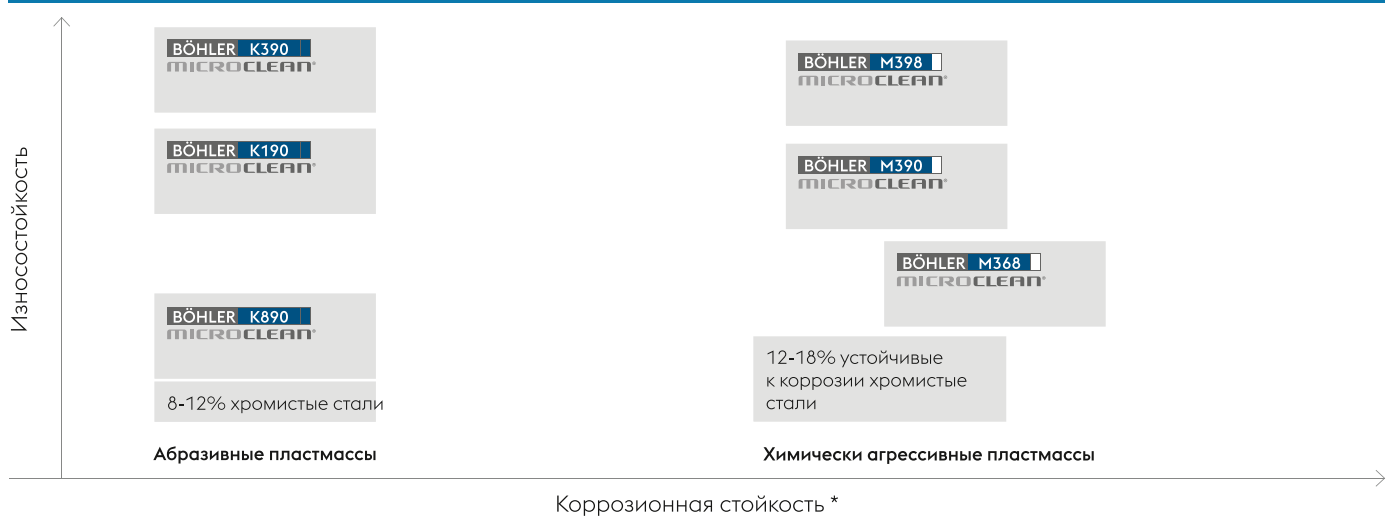 Износостойкость
BÖHLER K390
MICROCLEAN®
BÖHLER K190
MICROCLEAN®
BÖHLER K890
MICROCLEAN®
8-12% хромистые стали
Абразивные пластмассы
BÖHLER M398
MICROCLEAN®
BÖHLER M390
MICROCLEAN®
BÖHLER M368
MICROCLEAN®
12-18% устойчивые
к коррозии хромистые
стали
Химически агрессивные пластмассы
Коррозионная стойкость *